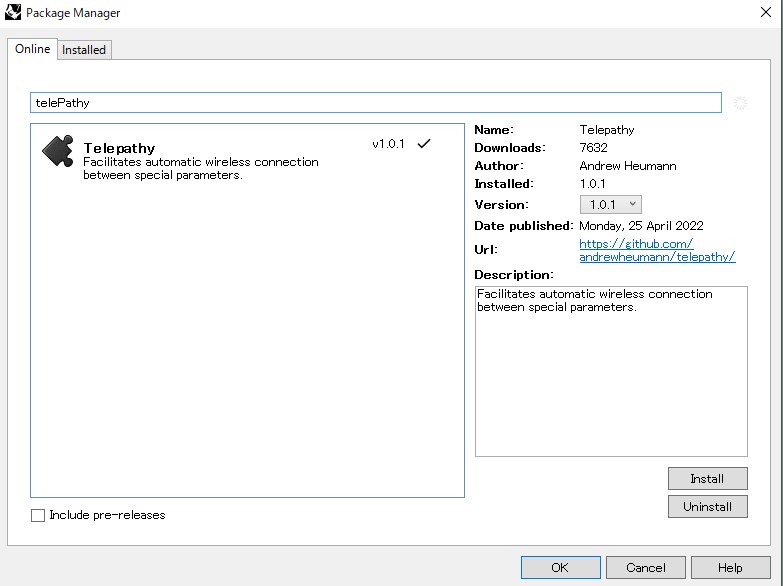 Package Manager
Online
Installed
telePathy
Telepathy
v1.0.1
Facilitates automatic wireless connection
between special parameters.
Name: Telepathy
Downloads: 7632
Author: Andrew Heumann
Installed: 1.0.1
Version: 1.0.1
Date published: Monday, 25 April 2022
Url: https://github.com/
andrewheumann/telepathy/
Description:
Facilitates automatic wireless connection
between special parameters.
Install
Uninstall
Include pre-releases
OK
Cancel
Help